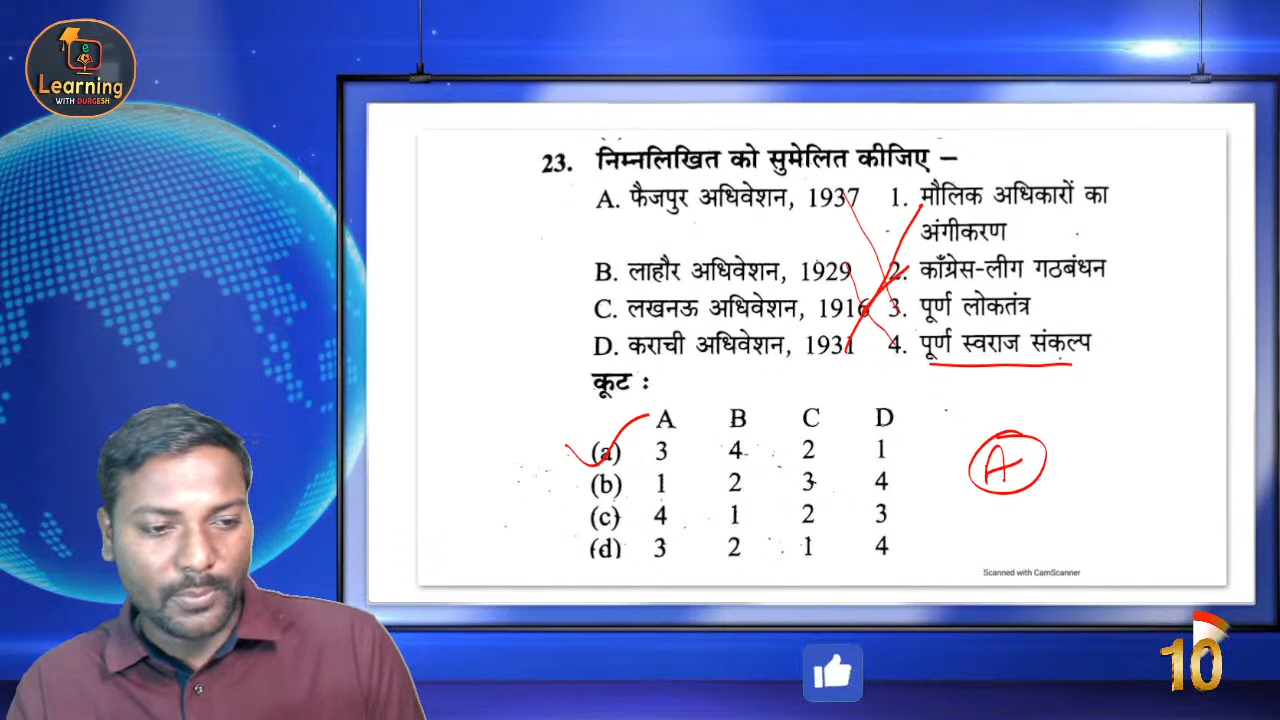 e
Learning
WITH DURGESH
23. निम्नलिखित को सुमेलित कीजिए –
A. फैजपुर अधिवेशन, 1937 1. मौलिक अधिकारों का
अंगीकरण
B. लाहौर अधिवेशन, 1929 2. काँग्रेस-लीग गठबंधन
C. लखनऊ अधिवेशन, 1916 3. पूर्ण लोकतंत्र
D. कराची अधिवेशन, 1931 4. पूर्ण स्वराज संकल्प
कूट :
A B C D
(a) 3 4 2 1
(b) 1 2 3 4
(c) 4 1 2 3
(d) 3 2 1 4
A
Scanned with CamScanner
10